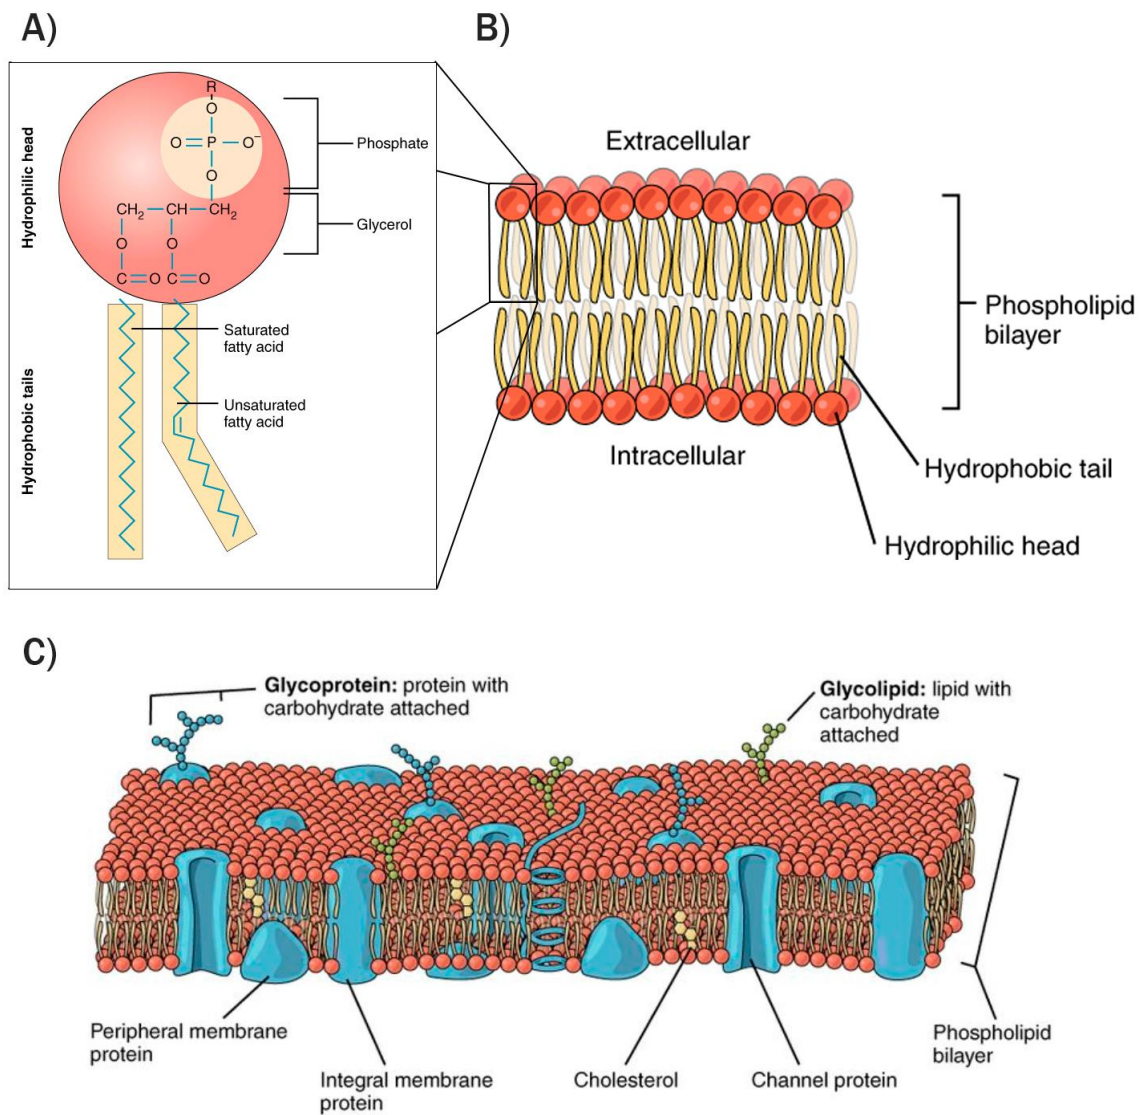 A)
B)
Hydrophilic head
Hydrophobic tails
R
O
O=P—O⁻
O
CH₂—CH—CH₂
O O
C=O C=O
Phosphate
Glycerol
Saturated
fatty acid
Unsaturated
fatty acid
Extracellular
Intracellular
Phospholipid
bilayer
Hydrophobic tail
Hydrophilic head
C)
Glycoprotein: protein with
carbohydrate attached
Glycolipid: lipid with
carbohydrate
attached
Peripheral membrane
protein
Integral membrane
protein
Cholesterol
Channel protein
Phospholipid
bilayer